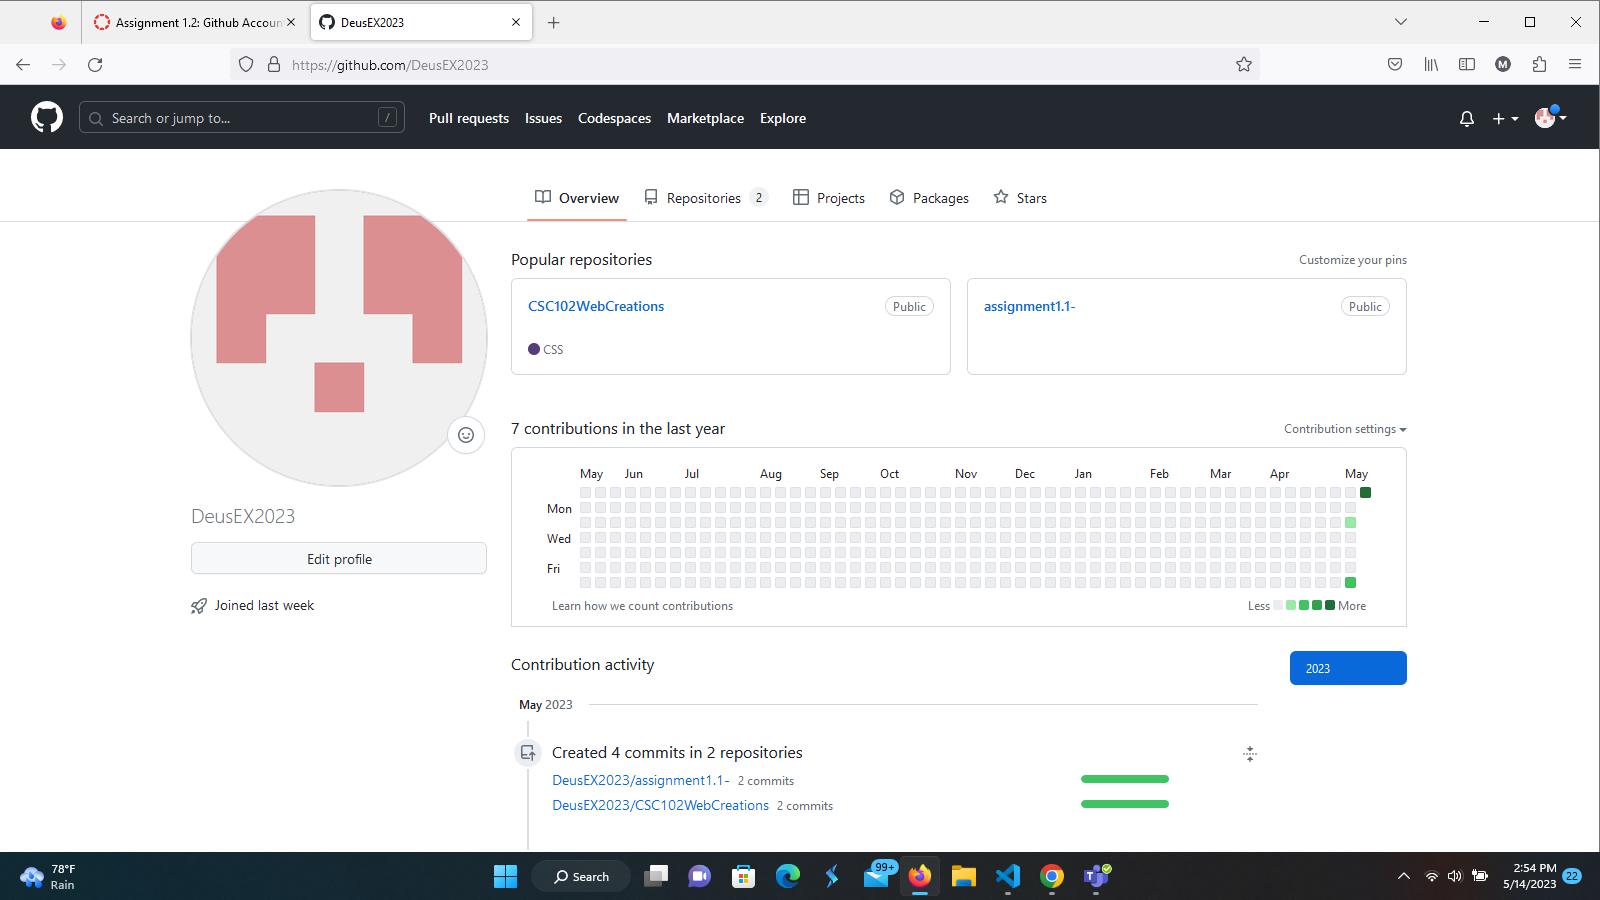 Assignment 1.2: Github Accoun
DeusEX2023
https://github.com/DeusEX2023
M
Search or jump to...
/
Pull requests
Issues
Codespaces
Marketplace
Explore
Overview
Repositories 2
Projects
Packages
Stars
Popular repositories
Customize your pins
CSC102WebCreations
Public
CSS
assignment1.1-
Public
7 contributions in the last year
Contribution settings
May Jun Jul Aug Sep Oct Nov Dec Jan Feb Mar Apr May
Mon
Wed
Fri
Learn how we count contributions
Less
More
DeusEX2023
Edit profile
Joined last week
Contribution activity
2023
May 2023
Created 4 commits in 2 repositories
DeusEX2023/assignment1.1- 2 commits
DeusEX2023/CSC102WebCreations 2 commits
78°F
Rain
Search
99+
2:54 PM
5/14/2023
22